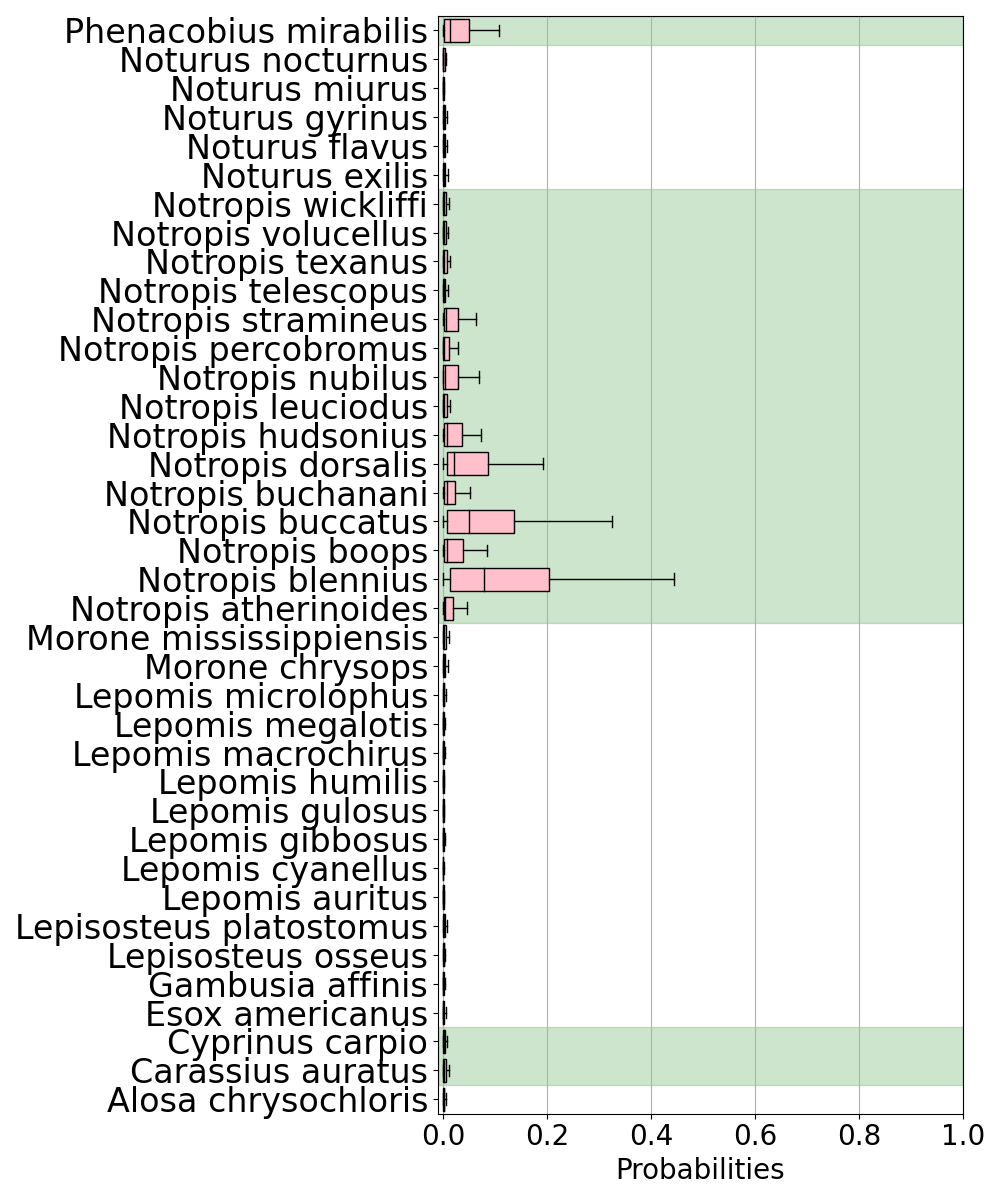 Phenacobius mirabilis
Noturus nocturnus
Noturus miurus
Noturus gyrinus
Noturus flavus
Noturus exilis
Notropis wickliffi
Notropis volucellus
Notropis texanus
Notropis telescopus
Notropis stramineus
Notropis percobromus
Notropis nubilus
Notropis leuciodus
Notropis hudsonius
Notropis dorsalis
Notropis buchanani
Notropis buccatus
Notropis boops
Notropis blennius
Notropis atherinoides
Morone mississippiensis
Morone chrysops
Lepomis microlophus
Lepomis megalotis
Lepomis macrochirus
Lepomis humilis
Lepomis gulosus
Lepomis gibbosus
Lepomis cyanellus
Lepomis auritus
Lepisosteus platostomus
Lepisosteus osseus
Gambusia affinis
Esox americanus
Cyprinus carpio
Carassius auratus
Alosa chrysochloris
0.0 0.2 0.4 0.6 0.8 1.0
Probabilities